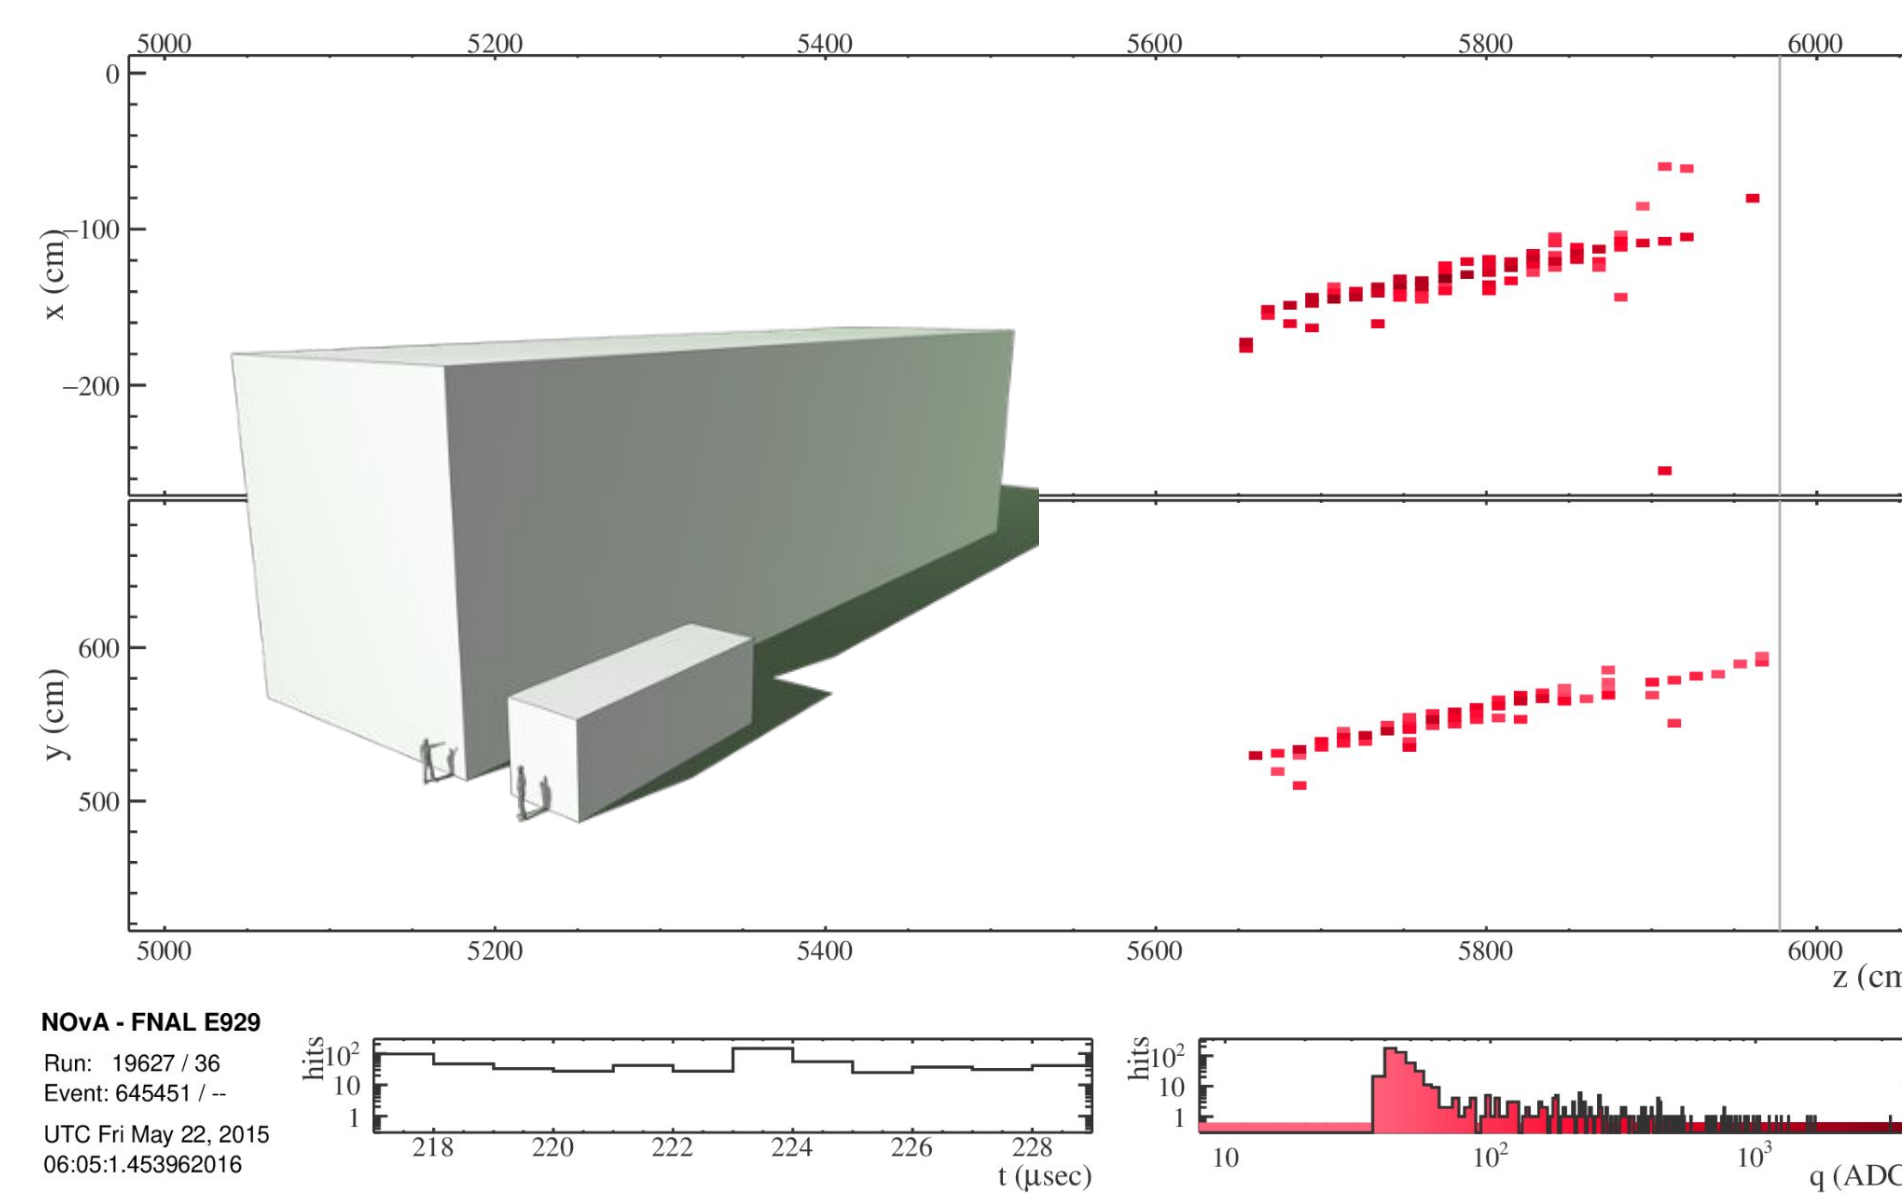 5000 5200 5400 5600 5800 6000
0
−100
x (cm)
−200
600
y (cm)
500
5000 5200 5400 5600 5800 6000
z (cm
NOvA - FNAL E929
Run: 19627 / 36
Event: 645451 / --
UTC Fri May 22, 2015
06:05:1.453962016
hits
10²
10
1
218 220 222 224 226 228
t (μsec)
hits
10²
10
1
10 10² 10³
q (ADC